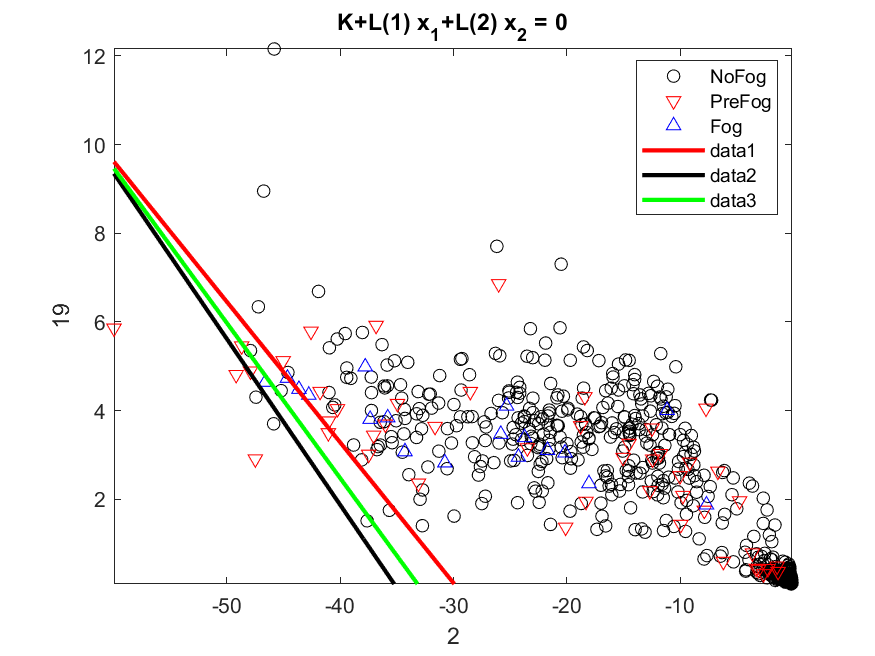 K+L(1) x1+L(2) x2 = 0
12
10
8
6
4
2
19
-50
-40
-30
-20
-10
2
NoFog
PreFog
Fog
data1
data2
data3